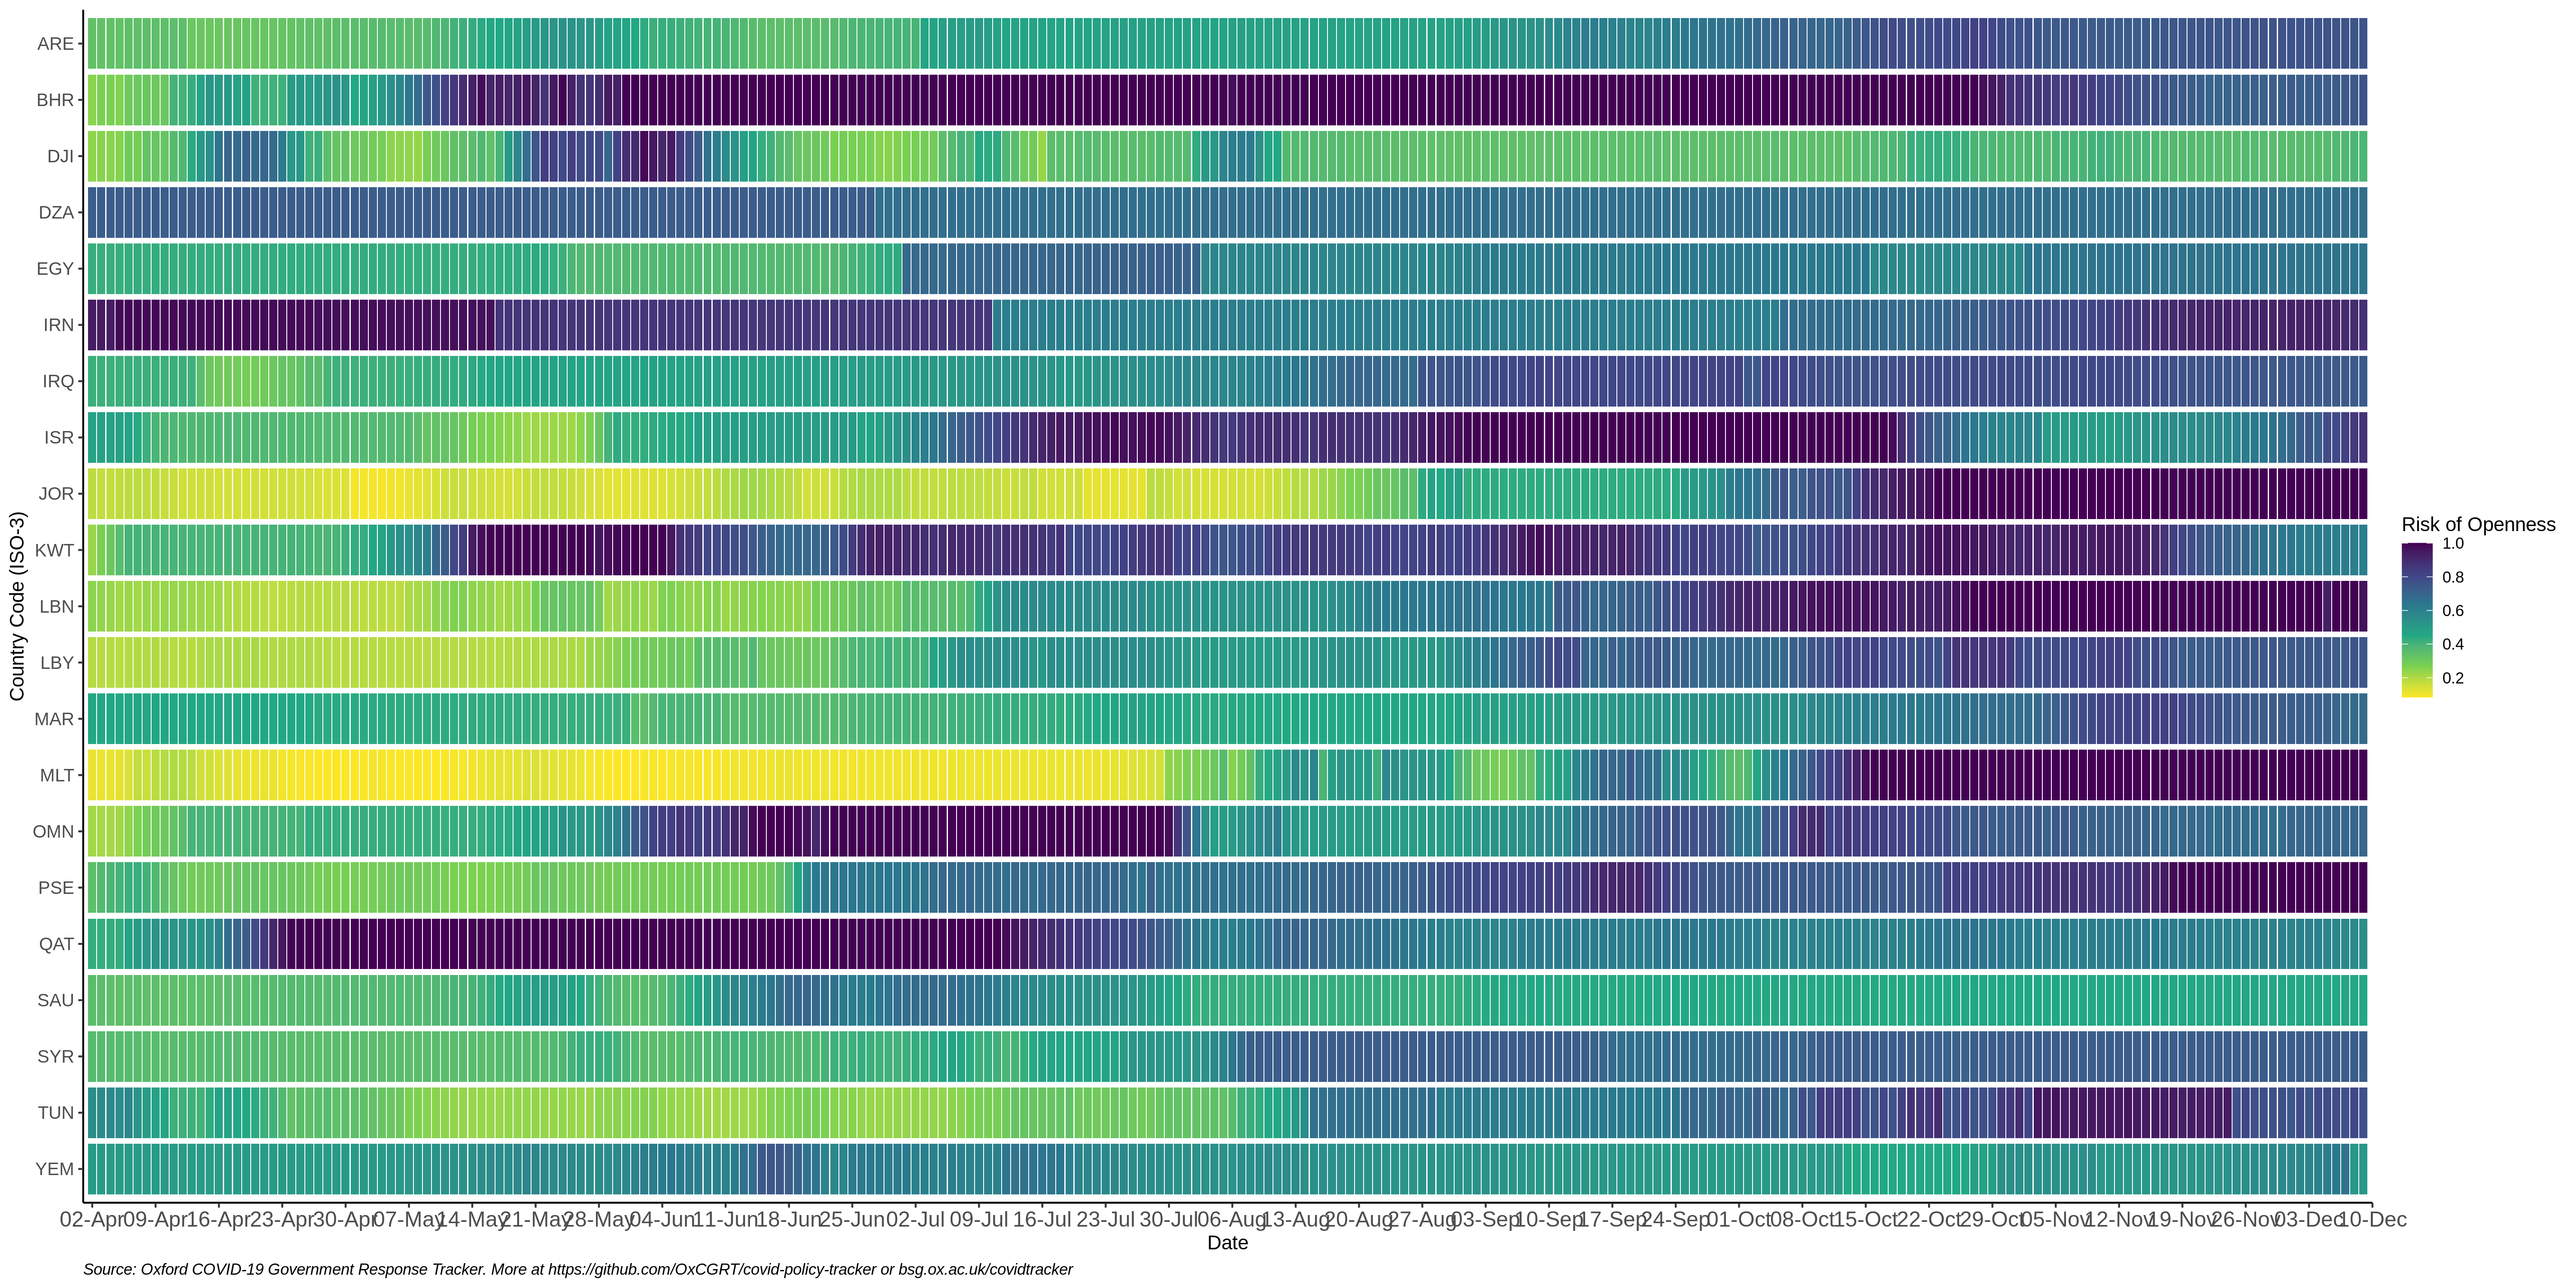 ARE
BHR
DJI
DZA
EGY
IRN
IRQ
ISR
JOR
KWT
LBN
LBY
MAR
MLT
OMN
PSE
QAT
SAU
SYR
TUN
YEM
Country Code (ISO-3)
02-Apr 09-Apr 16-Apr 23-Apr 30-Apr 07-May 14-May 21-May 28-May 04-Jun 11-Jun 18-Jun 25-Jun 02-Jul 09-Jul 16-Jul 23-Jul 30-Jul 06-Aug 13-Aug 20-Aug 27-Aug 03-Sep 10-Sep 17-Sep 24-Sep 01-Oct 08-Oct 15-Oct 22-Oct 29-Oct 05-Nov 12-Nov 19-Nov 26-Nov 03-Dec 10-Dec
Date
Risk of Openness
1.0
0.8
0.6
0.4
0.2
Source: Oxford COVID-19 Government Response Tracker. More at https://github.com/OxCGRT/covid-policy-tracker or bsg.ox.ac.uk/covidtracker